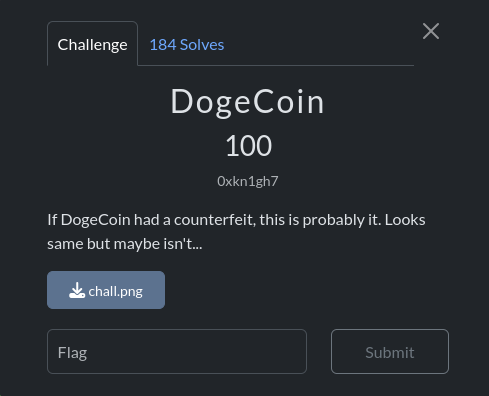 Challenge 184 Solves
DogeCoin
100
0xkn1gh7
If DogeCoin had a counterfeit, this is probably it. Looks
same but maybe isn't...
chall.png
Flag Submit